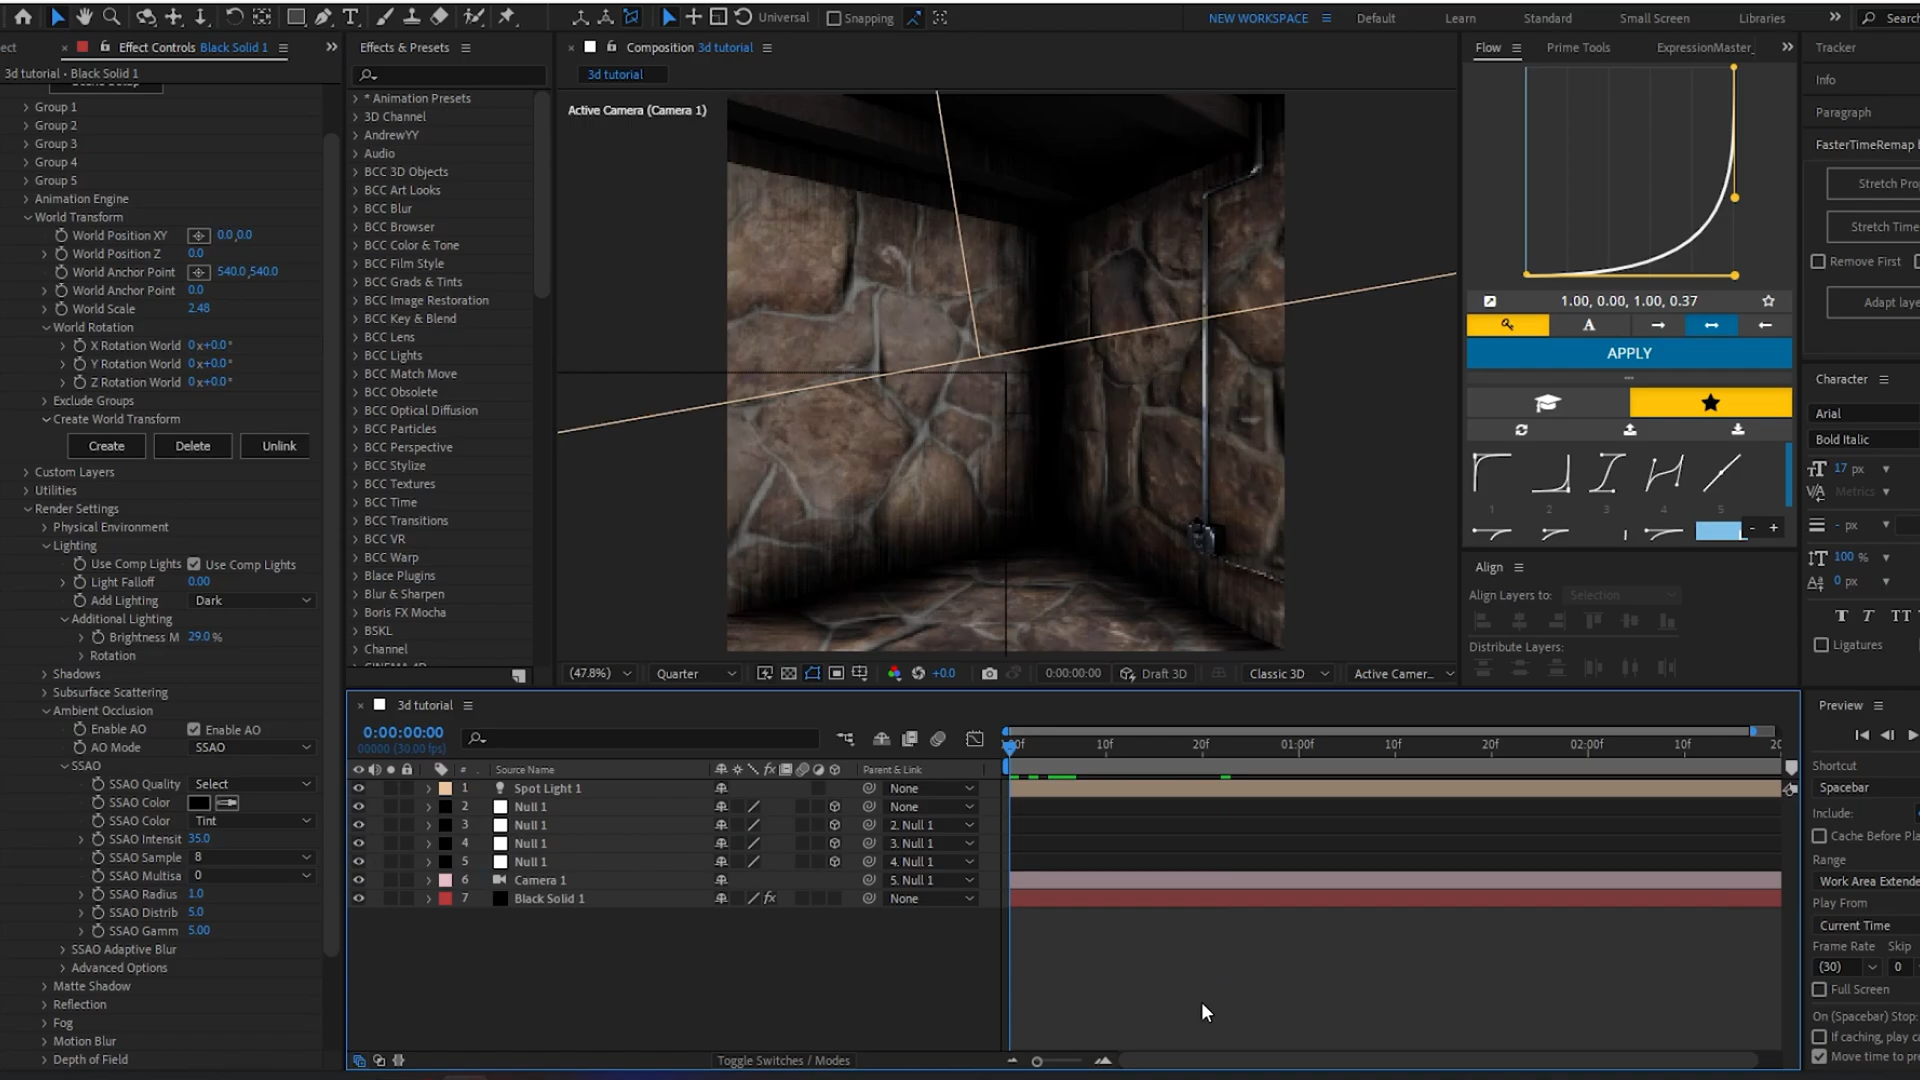 Universal
Snapping
NEW WORKSPACE
Default
Learn
Standard
Small Screen
Libraries
ect
Effect Controls Black Solid 1
3d tutorial • Black Solid 1
Group 1
Group 2
Group 3
Group 4
Group 5
Animation Engine
World Transform
World Position XY 0.0,0.0
World Position Z 0.0
World Anchor Point 540.0,540.0
World Anchor Point 0.0
World Scale 2.48
World Rotation
X Rotation World 0x+0.0°
Y Rotation World 0x+0.0°
Z Rotation World 0x+0.0°
Exclude Groups
Create World Transform
Create Delete Unlink
Custom Layers
Utilities
Render Settings
Physical Environment
Lighting
Use Comp Lights Use Comp Lights
Light Falloff 0.00
Add Lighting Dark
Additional Lighting
Brightness M 29.0 %
Rotation
Shadows
Subsurface Scattering
Ambient Occlusion
Enable AO Enable AO
AO Mode SSAO
SSAO
SSAO Quality Select
SSAO Color
SSAO Color Tint
SSAO Intensit 35.0
SSAO Sample 8
SSAO Multisa 0
SSAO Radius 1.0
SSAO Distrib 5.0
SSAO Gamm 5.00
SSAO Adaptive Blur
Advanced Options
Matte Shadow
Reflection
Fog
Motion Blur
Depth of Field
Effects & Presets
* Animation Presets
3D Channel
AndrewYY
Audio
BCC 3D Objects
BCC Art Looks
BCC Blur
BCC Browser
BCC Color & Tone
BCC Film Style
BCC Grads & Tints
BCC Image Restoration
BCC Key & Blend
BCC Lens
BCC Lights
BCC Match Move
BCC Obsolete
BCC Optical Diffusion
BCC Particles
BCC Perspective
BCC Stylize
BCC Textures
BCC Time
BCC Transitions
BCC VR
BCC Warp
Blace Plugins
Blur & Sharpen
Boris FX Mocha
BSKL
Channel
Composition 3d tutorial
3d tutorial
Active Camera (Camera 1)
(47.8%)
Quarter
+0.0
0:00:00:00
Draft 3D
Classic 3D
Active Camer...
Flow
Prime Tools
ExpressionMaster_
1.00, 0.00, 1.00, 0.37
A
APPLY
1 2 3 4 5
- +
Align
Align Layers to: Selection
Distribute Layers:
Tracker
Info
Paragraph
FasterTimeRemap
Stretch Pro
Stretch Time
Remove First
Adapt laye
Character
Arial
Bold Italic
17 px
Metrics
- px
100 %
0 px
T T TT
Ligatures
3d tutorial
0:00:00:00
00000 (30.00 fps)
10f 20f 01:00f 10f 20f 02:00f 10f
# Source Name Parent & Link
1 Spot Light 1 None
2 Null 1 None
3 Null 1 2. Null 1
4 Null 1 3. Null 1
5 Null 1 4. Null 1
6 Camera 1 5. Null 1
7 Black Solid 1 None
Toggle Switches / Modes
Preview
Shortcut
Spacebar
Include:
Cache Before Pla
Range
Work Area Extende
Play From
Current Time
Frame Rate Skip
(30) 0
Full Screen
On (Spacebar) Stop:
If caching, play ca
Move time to pre